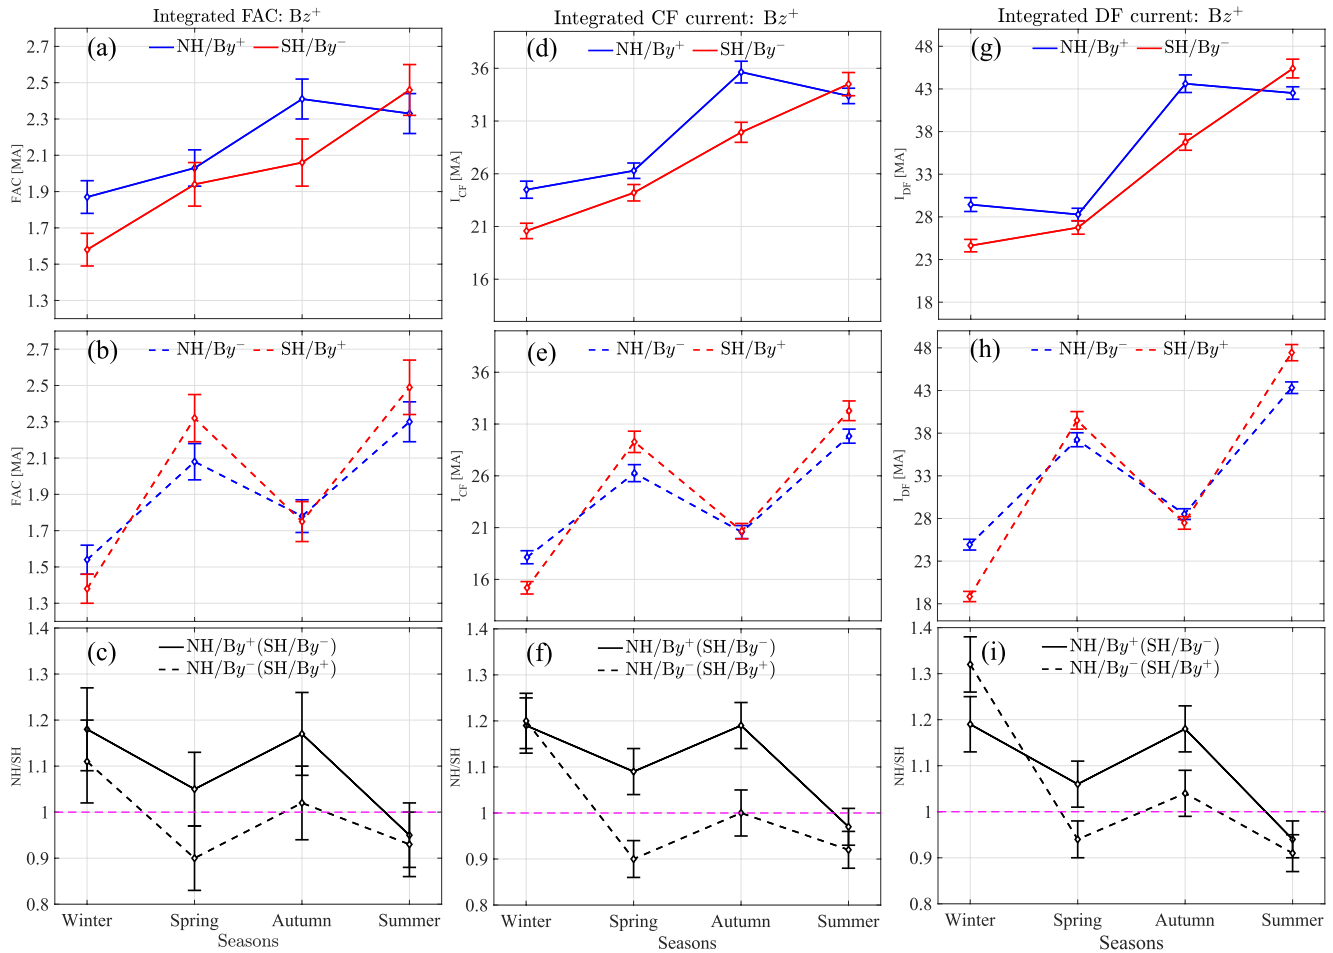 Integrated FAC: Bz⁺
(a)
NH/By⁺ SH/By⁻
2.7
2.5
2.3
2.1
1.9
1.7
1.5
1.3
FAC [MA]
(b)
NH/By⁻ SH/By⁺
2.7
2.5
2.3
2.1
1.9
1.7
1.5
1.3
FAC [MA]
(c)
NH/By⁺(SH/By⁻)
NH/By⁻(SH/By⁺)
1.4
1.3
1.2
1.1
1
0.9
0.8
NH/SH
Winter Spring Autumn Summer
Seasons
Integrated CF current: Bz⁺
(d)
NH/By⁺ SH/By⁻
36
31
26
21
16
I_CF [MA]
(e)
NH/By⁻ SH/By⁺
36
31
26
21
16
I_CF [MA]
(f)
NH/By⁺(SH/By⁻)
NH/By⁻(SH/By⁺)
1.4
1.3
1.2
1.1
1
0.9
0.8
NH/SH
Winter Spring Autumn Summer
Seasons
Integrated DF current: Bz⁺
(g)
NH/By⁺ SH/By⁻
48
43
38
33
28
23
18
I_DF [MA]
(h)
NH/By⁻ SH/By⁺
48
43
38
33
28
23
18
I_DF [MA]
(i)
NH/By⁺(SH/By⁻)
NH/By⁻(SH/By⁺)
1.4
1.3
1.2
1.1
1
0.9
0.8
NH/SH
Winter Spring Autumn Summer
Seasons